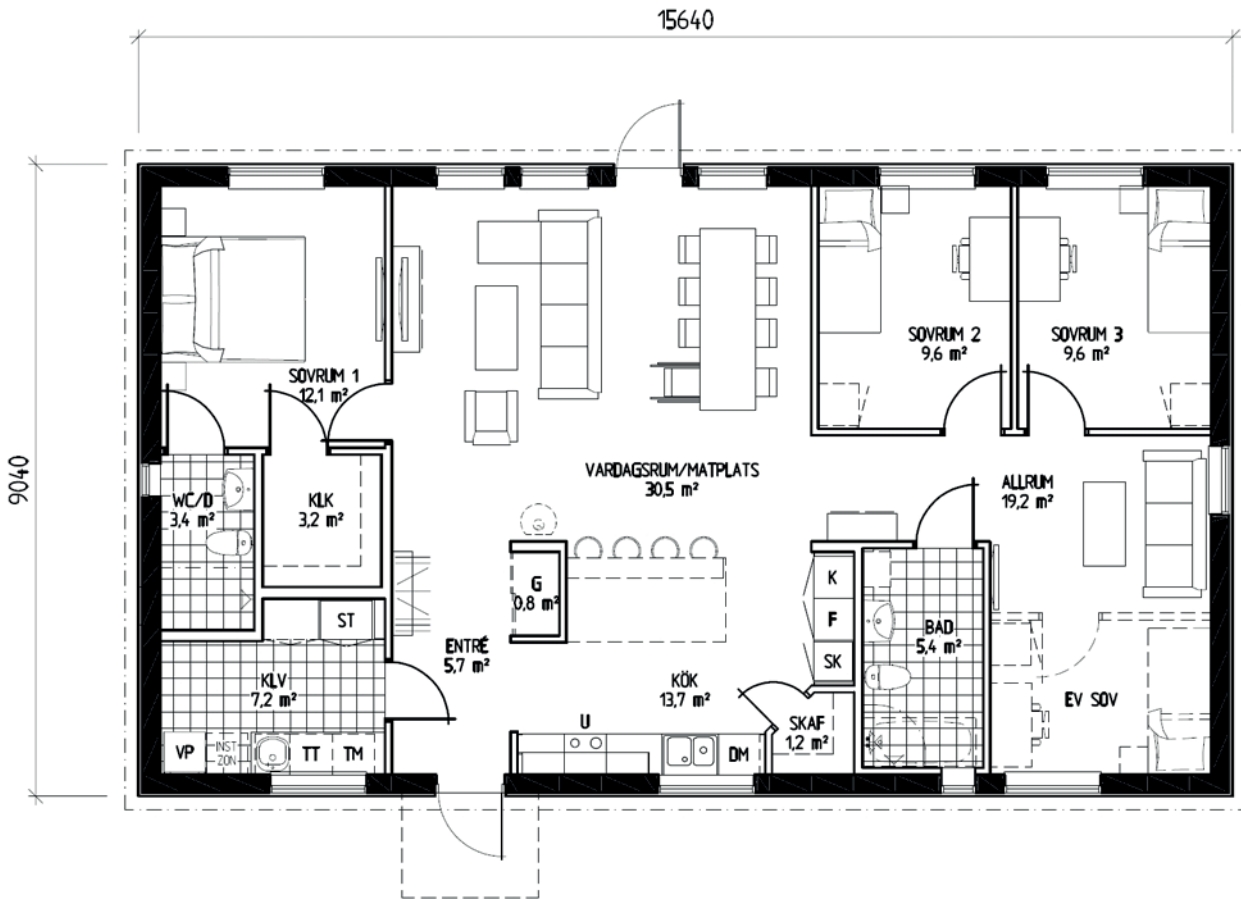 15640
9040
SOVRUM 1
12,1 m²
SOVRUM 2
9,6 m²
SOVRUM 3
9,6 m²
VARDAGSRUM/MATPLATS
30,5 m²
ALLRUM
19,2 m²
WC/D
3,4 m²
KLK
3,2 m²
G
0,8 m²
K
F
SK
BAD
5,4 m²
ST
ENTRÉ
5,7 m²
KLV
7,2 m²
KÖK
13,7 m²
EV SOV
SKAF
1,2 m²
U
VP
INST
ZON
TT
TM
DM